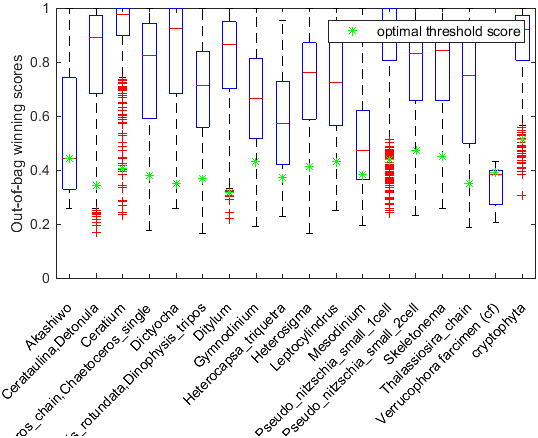 optimal threshold score
Out-of-bag winning scores
1
0.8
0.6
0.4
0.2
0
Akashiwo
Cerataulina,Detonula
Ceratium
ros_chain,Chaetoceros_single
Dictyocha
is_rotundata,Dinophysis_tripos
Ditylum
Gymnodinium
Heterocapsa_triquetra
Heterosigma
Leptocylindrus
Mesodinium
Pseudo_nitzschia_small_1cell
Pseudo_nitzschia_small_2cell
Skeletonema
Thalassiosira_chain
Verrucophora farcimen (cf)
cryptophyta